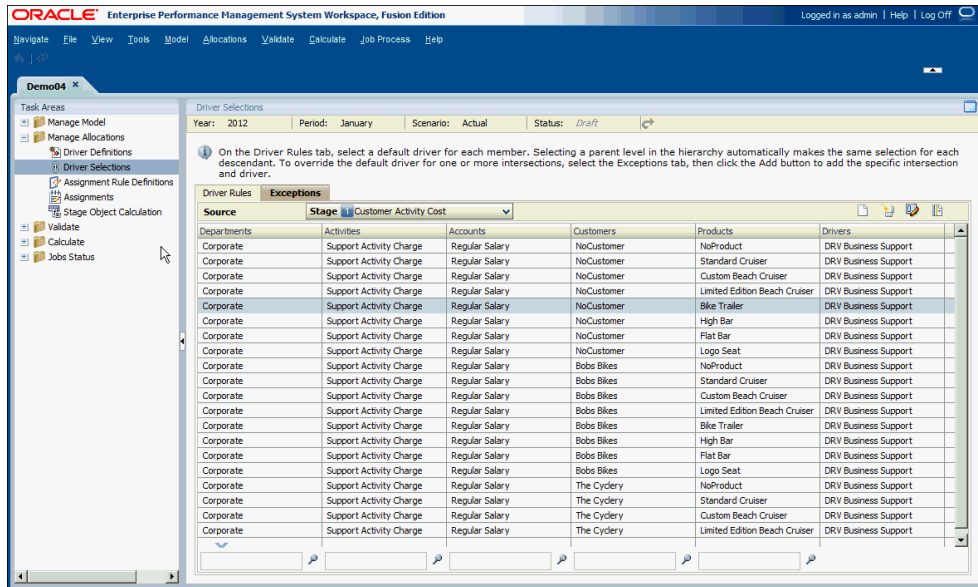 ORACLE Enterprise Performance Management System Workspace, Fusion Edition Logged in as admin | Help | Log Off
Navigate File View Tools Model Allocations Validate Calculate Job Process Help
Demo04 ×
Task Areas
Manage Model
Manage Allocations
Driver Definitions
Driver Selections
Assignment Rule Definitions
Assignments
Stage Object Calculation
Validate
Calculate
Jobs Status
Driver Selections
Year: 2012 Period: January Scenario: Actual Status: Draft
On the Driver Rules tab, select a default driver for each member. Selecting a parent level in the hierarchy automatically makes the same selection for each
descendant. To override the default driver for one or more intersections, select the Exceptions tab, then click the Add button to add the specific intersection
and driver.
Driver Rules Exceptions
Source Stage 1 Customer Activity Cost
Departments Activities Accounts Customers Products Drivers
Corporate Support Activity Charge Regular Salary NoCustomer NoProduct DRV Business Support
Corporate Support Activity Charge Regular Salary NoCustomer Standard Cruiser DRV Business Support
Corporate Support Activity Charge Regular Salary NoCustomer Custom Beach Cruiser DRV Business Support
Corporate Support Activity Charge Regular Salary NoCustomer Limited Edition Beach Cruiser DRV Business Support
Corporate Support Activity Charge Regular Salary NoCustomer Bike Trailer DRV Business Support
Corporate Support Activity Charge Regular Salary NoCustomer High Bar DRV Business Support
Corporate Support Activity Charge Regular Salary NoCustomer Flat Bar DRV Business Support
Corporate Support Activity Charge Regular Salary NoCustomer Logo Seat DRV Business Support
Corporate Support Activity Charge Regular Salary Bobs Bikes NoProduct DRV Business Support
Corporate Support Activity Charge Regular Salary Bobs Bikes Standard Cruiser DRV Business Support
Corporate Support Activity Charge Regular Salary Bobs Bikes Custom Beach Cruiser DRV Business Support
Corporate Support Activity Charge Regular Salary Bobs Bikes Limited Edition Beach Cruiser DRV Business Support
Corporate Support Activity Charge Regular Salary Bobs Bikes Bike Trailer DRV Business Support
Corporate Support Activity Charge Regular Salary Bobs Bikes High Bar DRV Business Support
Corporate Support Activity Charge Regular Salary Bobs Bikes Flat Bar DRV Business Support
Corporate Support Activity Charge Regular Salary Bobs Bikes Logo Seat DRV Business Support
Corporate Support Activity Charge Regular Salary The Cyclery NoProduct DRV Business Support
Corporate Support Activity Charge Regular Salary The Cyclery Standard Cruiser DRV Business Support
Corporate Support Activity Charge Regular Salary The Cyclery Custom Beach Cruiser DRV Business Support
Corporate Support Activity Charge Regular Salary The Cyclery Limited Edition Beach Cruiser DRV Business Support